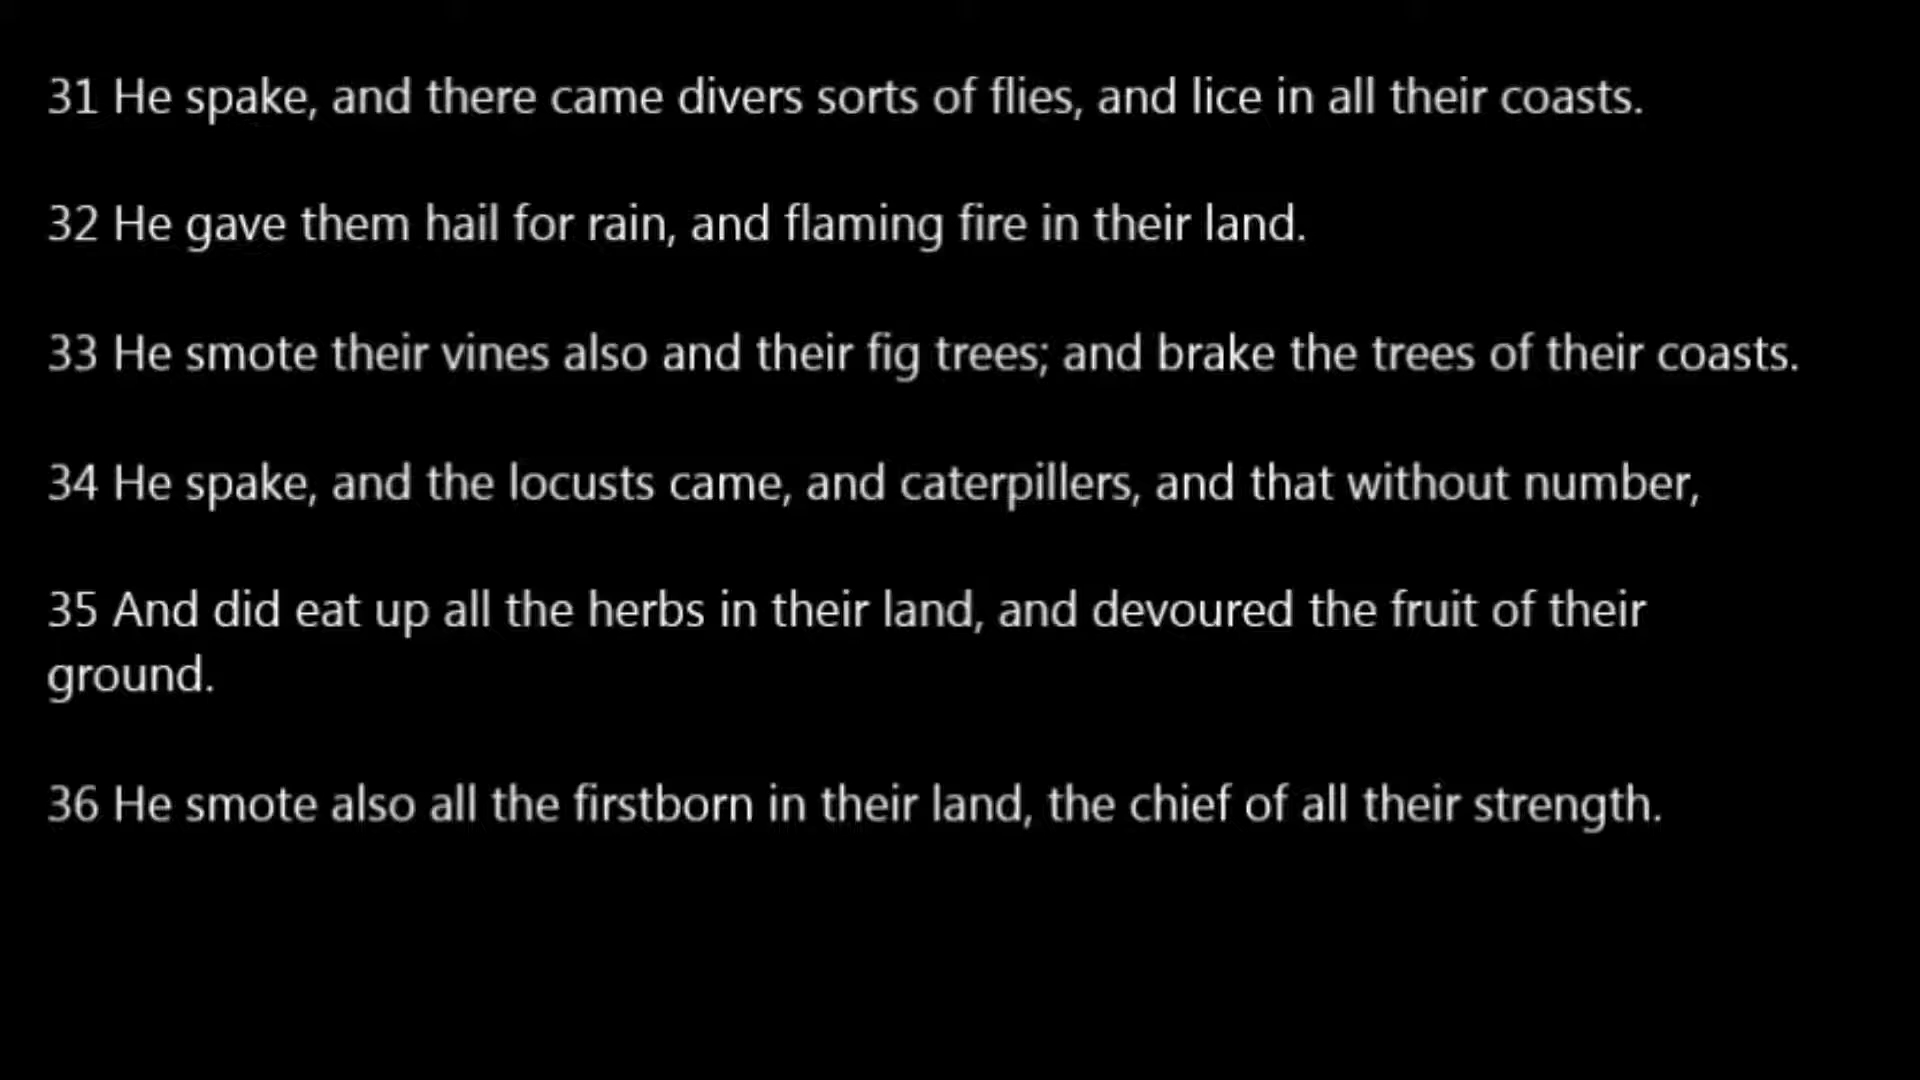 31 He spake, and there came divers sorts of flies, and lice in all their coasts.
32 He gave them hail for rain, and flaming fire in their land.
33 He smote their vines also and their fig trees; and brake the trees of their coasts.
34 He spake, and the locusts came, and caterpillers, and that without number,
35 And did eat up all the herbs in their land, and devoured the fruit of their
ground.
36 He smote also all the firstborn in their land, the chief of all their strength.